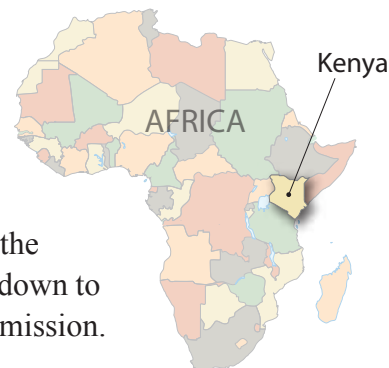 Kenya
AFRICA
the
down to
mission.